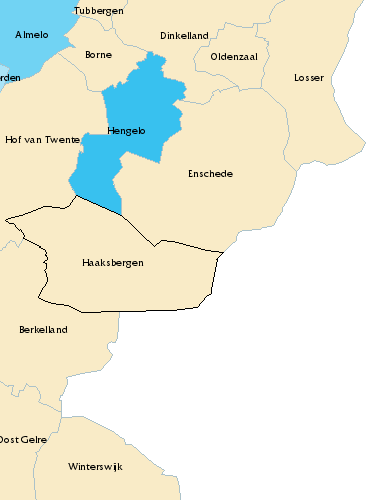 Tubbergen
Almelo
Dinkelland
Borne
Oldenzaal
rden
Losser
Hengelo
Hof van Twente
Enschede
Haaksbergen
Berkelland
Oost Gelre
Winterswijk